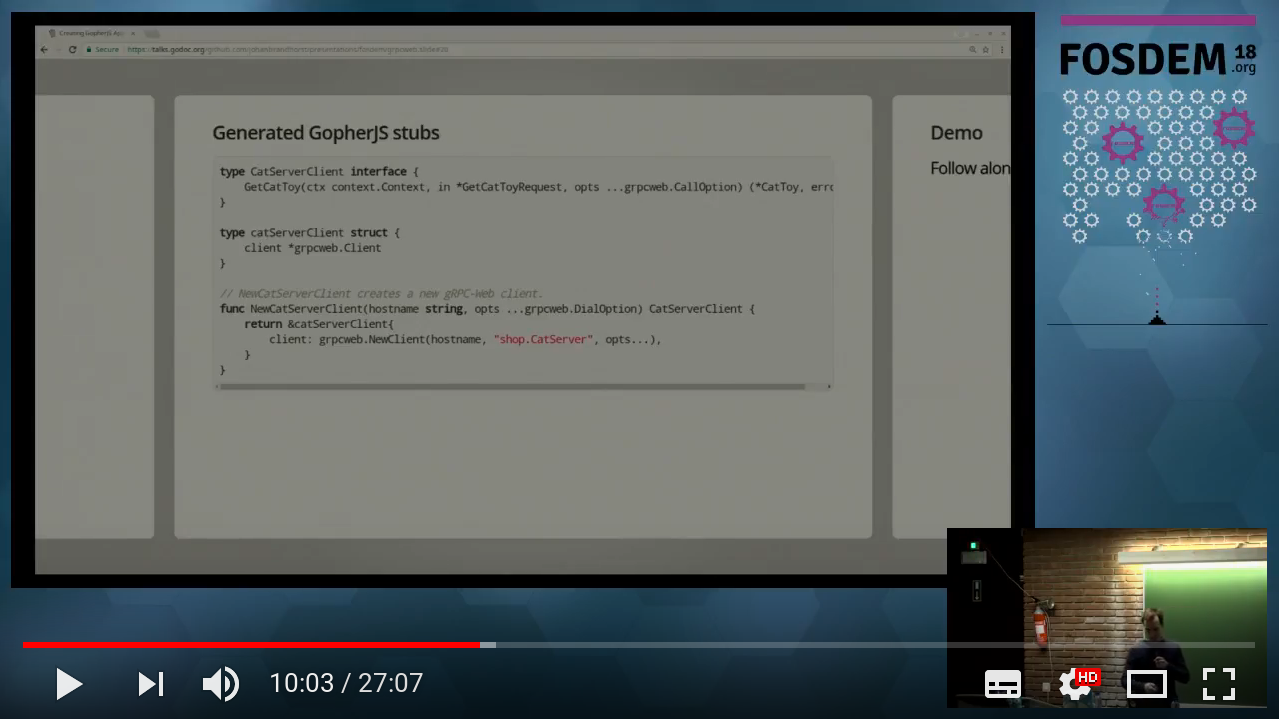 Creating GopherJS Ap
Secure
https://talks.godoc.org/github.com/johanbrandhorst/presentations/fosdem/grpcweb.slide#20
Generated GopherJS stubs
type CatServerClient interface {
GetCatToy(ctx context.Context, in *GetCatToyRequest, opts ...grpcweb.CallOption) (*CatToy, erro
}
type catServerClient struct {
client *grpcweb.Client
}
// NewCatServerClient creates a new gRPC-Web client.
func NewCatServerClient(hostname string, opts ...grpcweb.DialOption) CatServerClient {
return &catServerClient{
client: grpcweb.NewClient(hostname, "shop.CatServer", opts...),
}
}
Demo
Follow alon
FOSDEM 18
.org
10:03 / 27:07
HD